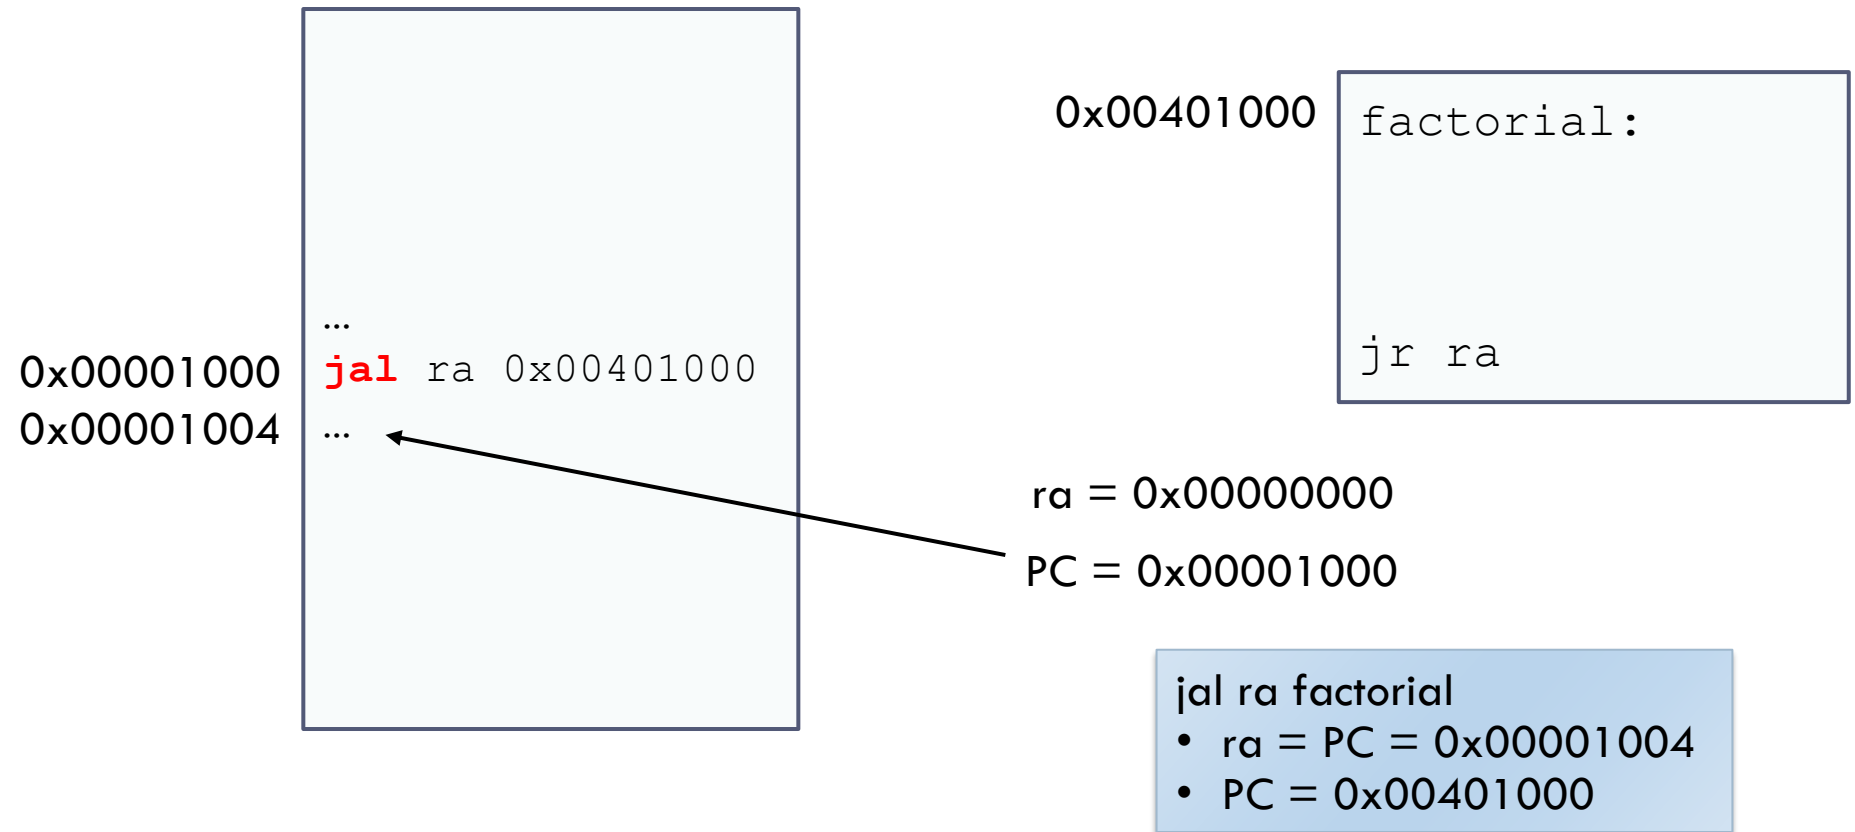 0x00401000
factorial:
...
0x00001000
jal ra 0x00401000
jr ra
0x00001004
...
ra = 0x00000000
PC = 0x00001000
jal ra factorial
• ra = PC = 0x00001004
• PC = 0x00401000